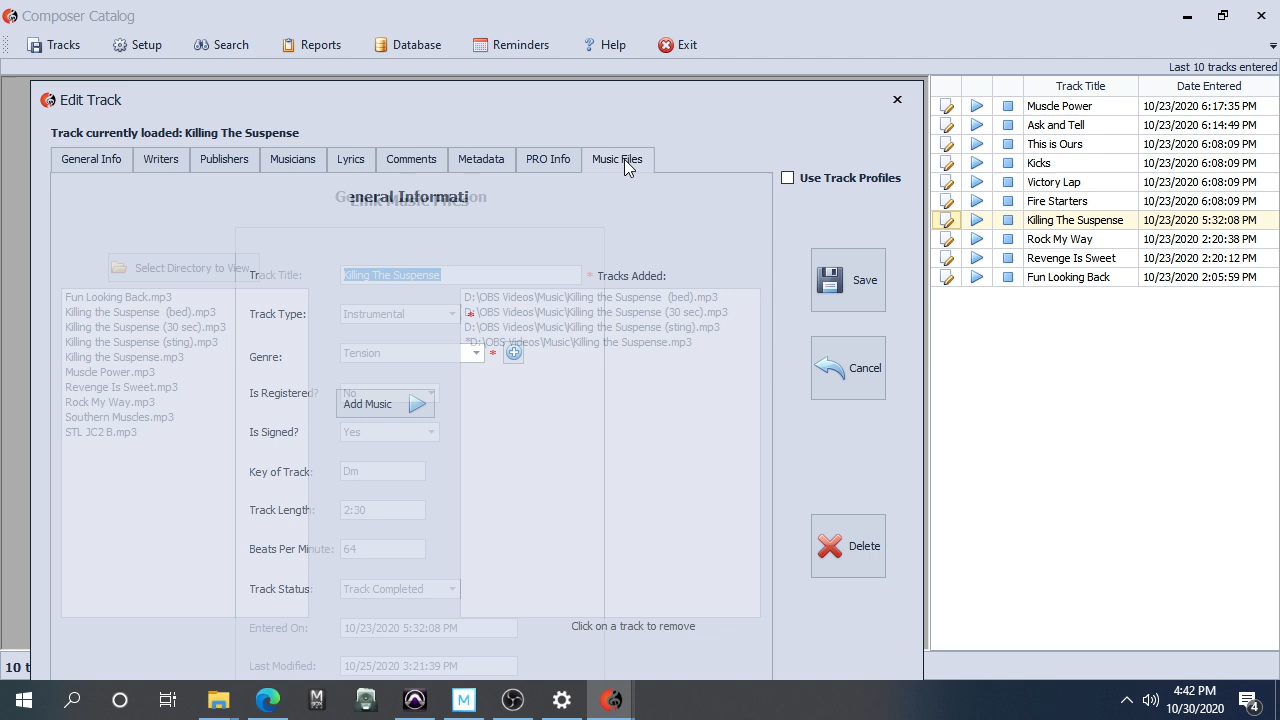 Composer Catalog
Tracks Setup Search Reports Database Reminders Help Exit
Last 10 tracks entered
Edit Track
Track currently loaded: Killing The Suspense
General Info Writers Publishers Musicians Lyrics Comments Metadata PRO Info Music Files
General Information
Link Music Files
Use Track Profiles
Select Directory to View
Track Title: Killing The Suspense *
Tracks Added:
Fun Looking Back.mp3
Killing the Suspense (bed).mp3
Killing the Suspense (30 sec).mp3
Killing the Suspense (sting).mp3
Killing the Suspense.mp3
Muscle Power.mp3
Revenge Is Sweet.mp3
Rock My Way.mp3
Southern Muscles.mp3
STL JC2 B.mp3
Track Type: Instrumental *
Genre: Tension *
Is Registered? No
Add Music
Is Signed? Yes
Key of Track: Dm
Track Length: 2:30
Beats Per Minute: 64
Track Status: Track Completed
Entered On: 10/23/2020 5:32:08 PM
Last Modified: 10/25/2020 3:21:39 PM
D:\OBS Videos\Music\Killing the Suspense (bed).mp3
D:\OBS Videos\Music\Killing the Suspense (30 sec).mp3
D:\OBS Videos\Music\Killing the Suspense (sting).mp3
*D:\OBS Videos\Music\Killing the Suspense.mp3
Click on a track to remove
Save
Cancel
Delete
Track Title Date Entered
Muscle Power 10/23/2020 6:17:35 PM
Ask and Tell 10/23/2020 6:14:49 PM
This is Ours 10/23/2020 6:08:09 PM
Kicks 10/23/2020 6:08:09 PM
Victory Lap 10/23/2020 6:08:09 PM
Fire Starters 10/23/2020 6:08:09 PM
Killing The Suspense 10/23/2020 5:32:08 PM
Rock My Way 10/23/2020 2:20:38 PM
Revenge Is Sweet 10/23/2020 2:20:12 PM
Fun Looking Back 10/23/2020 2:05:59 PM
10 t
M
M
4:42 PM
10/30/2020
4